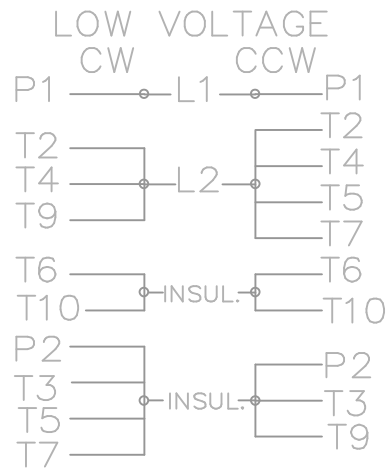 LOW VOLTAGE
CW CCW
P1 L1 P1
T2 T2
T4 L2 T4
T9 T5
T7
T6 INSUL. T6
T10 T10
P2 P2
T3 INSUL. T3
T5 T9
T7